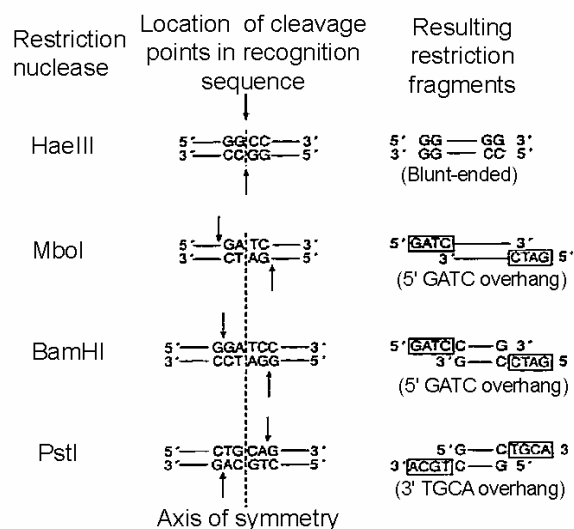 Restriction nuclease
Location of cleavage points in recognition sequence
Resulting restriction fragments
HaeIII
5´ — GGCC — 3´
3´ — CCGG — 5´
5´ GG — GG 3´
3´ GG — CC 5´
(Blunt-ended)
MboI
5´ — GATC — 3´
3´ — CTAG — 5´
5´ GATC — 3´
3´ — CTAG 5´
(5' GATC overhang)
BamHI
5´ — GGATCC — 3´
3´ — CCTAGG — 5´
5´ GATC C — G 3´
3´ G — C CTAG 5´
(5' GATC overhang)
PstI
5´ — CTGCAG — 3´
3´ — GACGTC — 5´
5´ G — C TGCA 3
3´ ACGT C — G 5´
(3' TGCA overhang)
Axis of symmetry